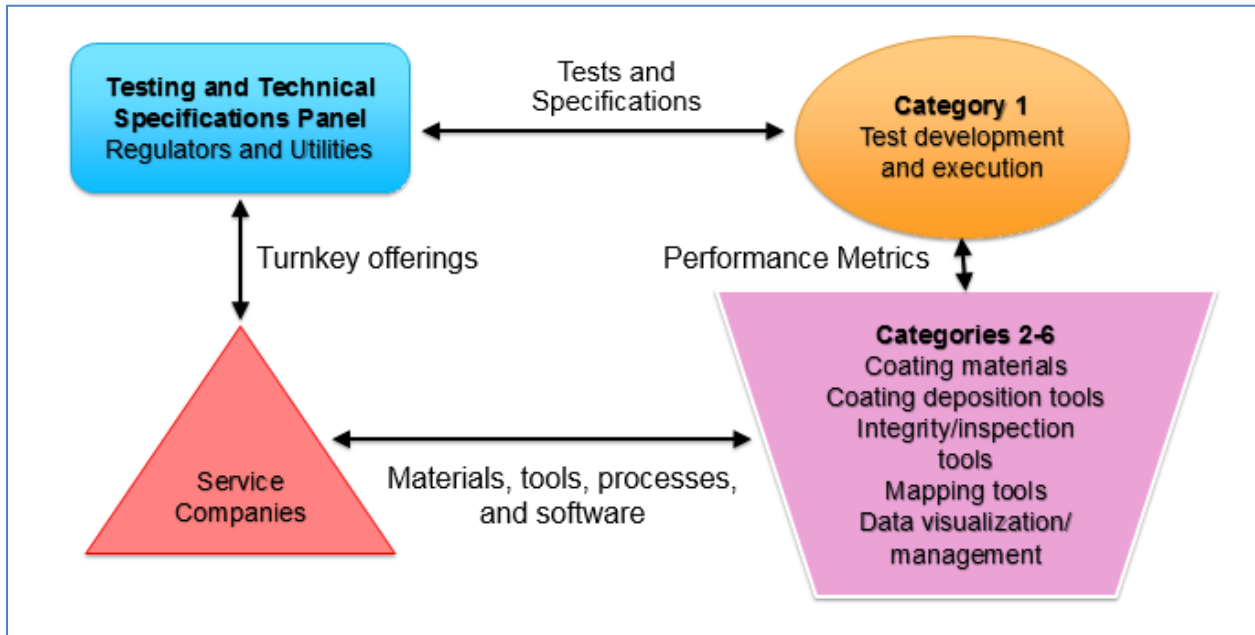 Testing and Technical
Specifications Panel
Regulators and Utilities
Tests and
Specifications
Category 1
Test development
and execution
Turnkey offerings
Performance Metrics
Categories 2-6
Coating materials
Coating deposition tools
Integrity/inspection
tools
Mapping tools
Data visualization/
management
Service
Companies
Materials, tools, processes,
and software